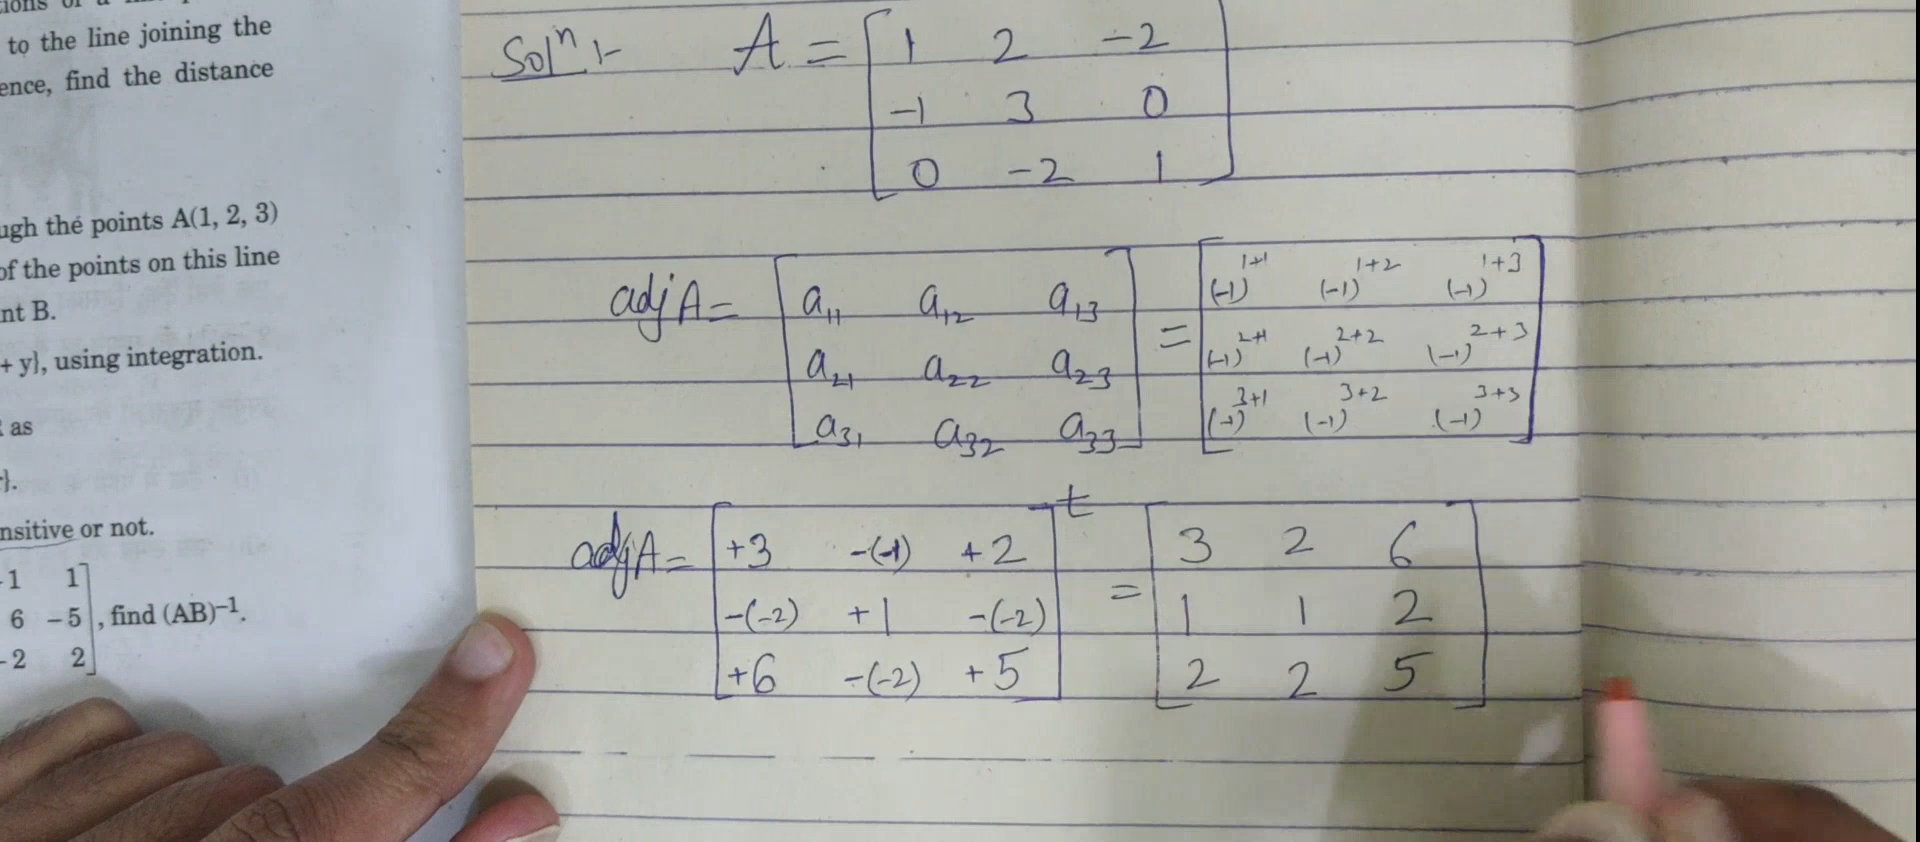 to the line joining the
ence, find the distance
ugh the points A(1, 2, 3)
of the points on this line
nt B.
+ y}, using integration.
as
}.
nsitive or not.
1 1
6 -5 , find (AB)⁻¹.
-2 2
Solⁿ :- A = [ 1 2 -2
-1 3 0
0 -2 1 ]
adj A = [ a₁₁ a₁₂ a₁₃ ] = [ (-1)¹⁺¹ (-1)¹⁺² (-1)¹⁺³ ]
a₂₁ a₂₂ a₂₃ (-1)²⁺¹ (-1)²⁺² (-1)²⁺³
a₃₁ a₃₂ a₃₃ (-1)³⁺¹ (-1)³⁺² (-1)³⁺³
adj A = [ +3 -(-1) +2 ]ᵗ = [ 3 2 6 ]
-(-2) +1 -(-2) 1 1 2
+6 -(-2) +5 2 2 5